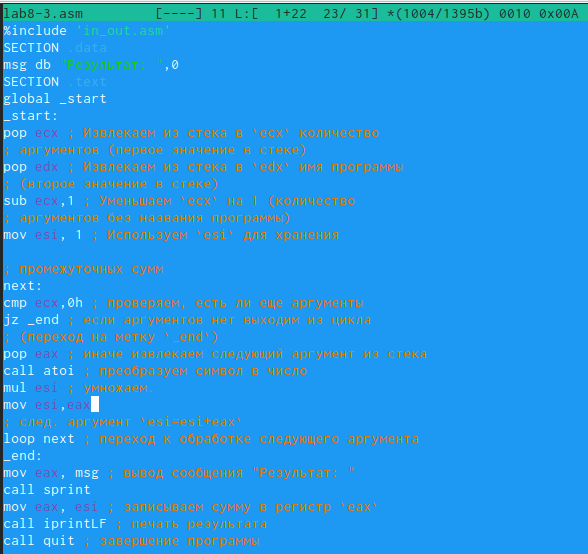 lab8-3.asm [----] 11 L:[ 1+22 23/ 31] *(1004/1395b) 0010 0x00A
%include 'in_out.asm'
SECTION .data
msg db "Результат: ",0
SECTION .text
global _start
_start:
pop ecx ; Извлекаем из стека в `ecx` количество
; аргументов (первое значение в стеке)
pop edx ; Извлекаем из стека в `edx` имя программы
; (второе значение в стеке)
sub ecx,1 ; Уменьшаем `ecx` на 1 (количество
; аргументов без названия программы)
mov esi, 1 ; Используем `esi` для хранения
; промежуточных сумм
next:
cmp ecx,0h ; проверяем, есть ли еще аргументы
jz _end ; если аргументов нет выходим из цикла
; (переход на метку `_end`)
pop eax ; иначе извлекаем следующий аргумент из стека
call atoi ; преобразуем символ в число
mul esi ; умножаем.
mov esi,eax
; след. аргумент `esi=esi+eax`
loop next ; переход к обработке следующего аргумента
_end:
mov eax, msg ; вывод сообщения "Результат: "
call sprint
mov eax, esi ; записываем сумму в регистр `eax`
call iprintLF ; печать результата
call quit ; завершение программы